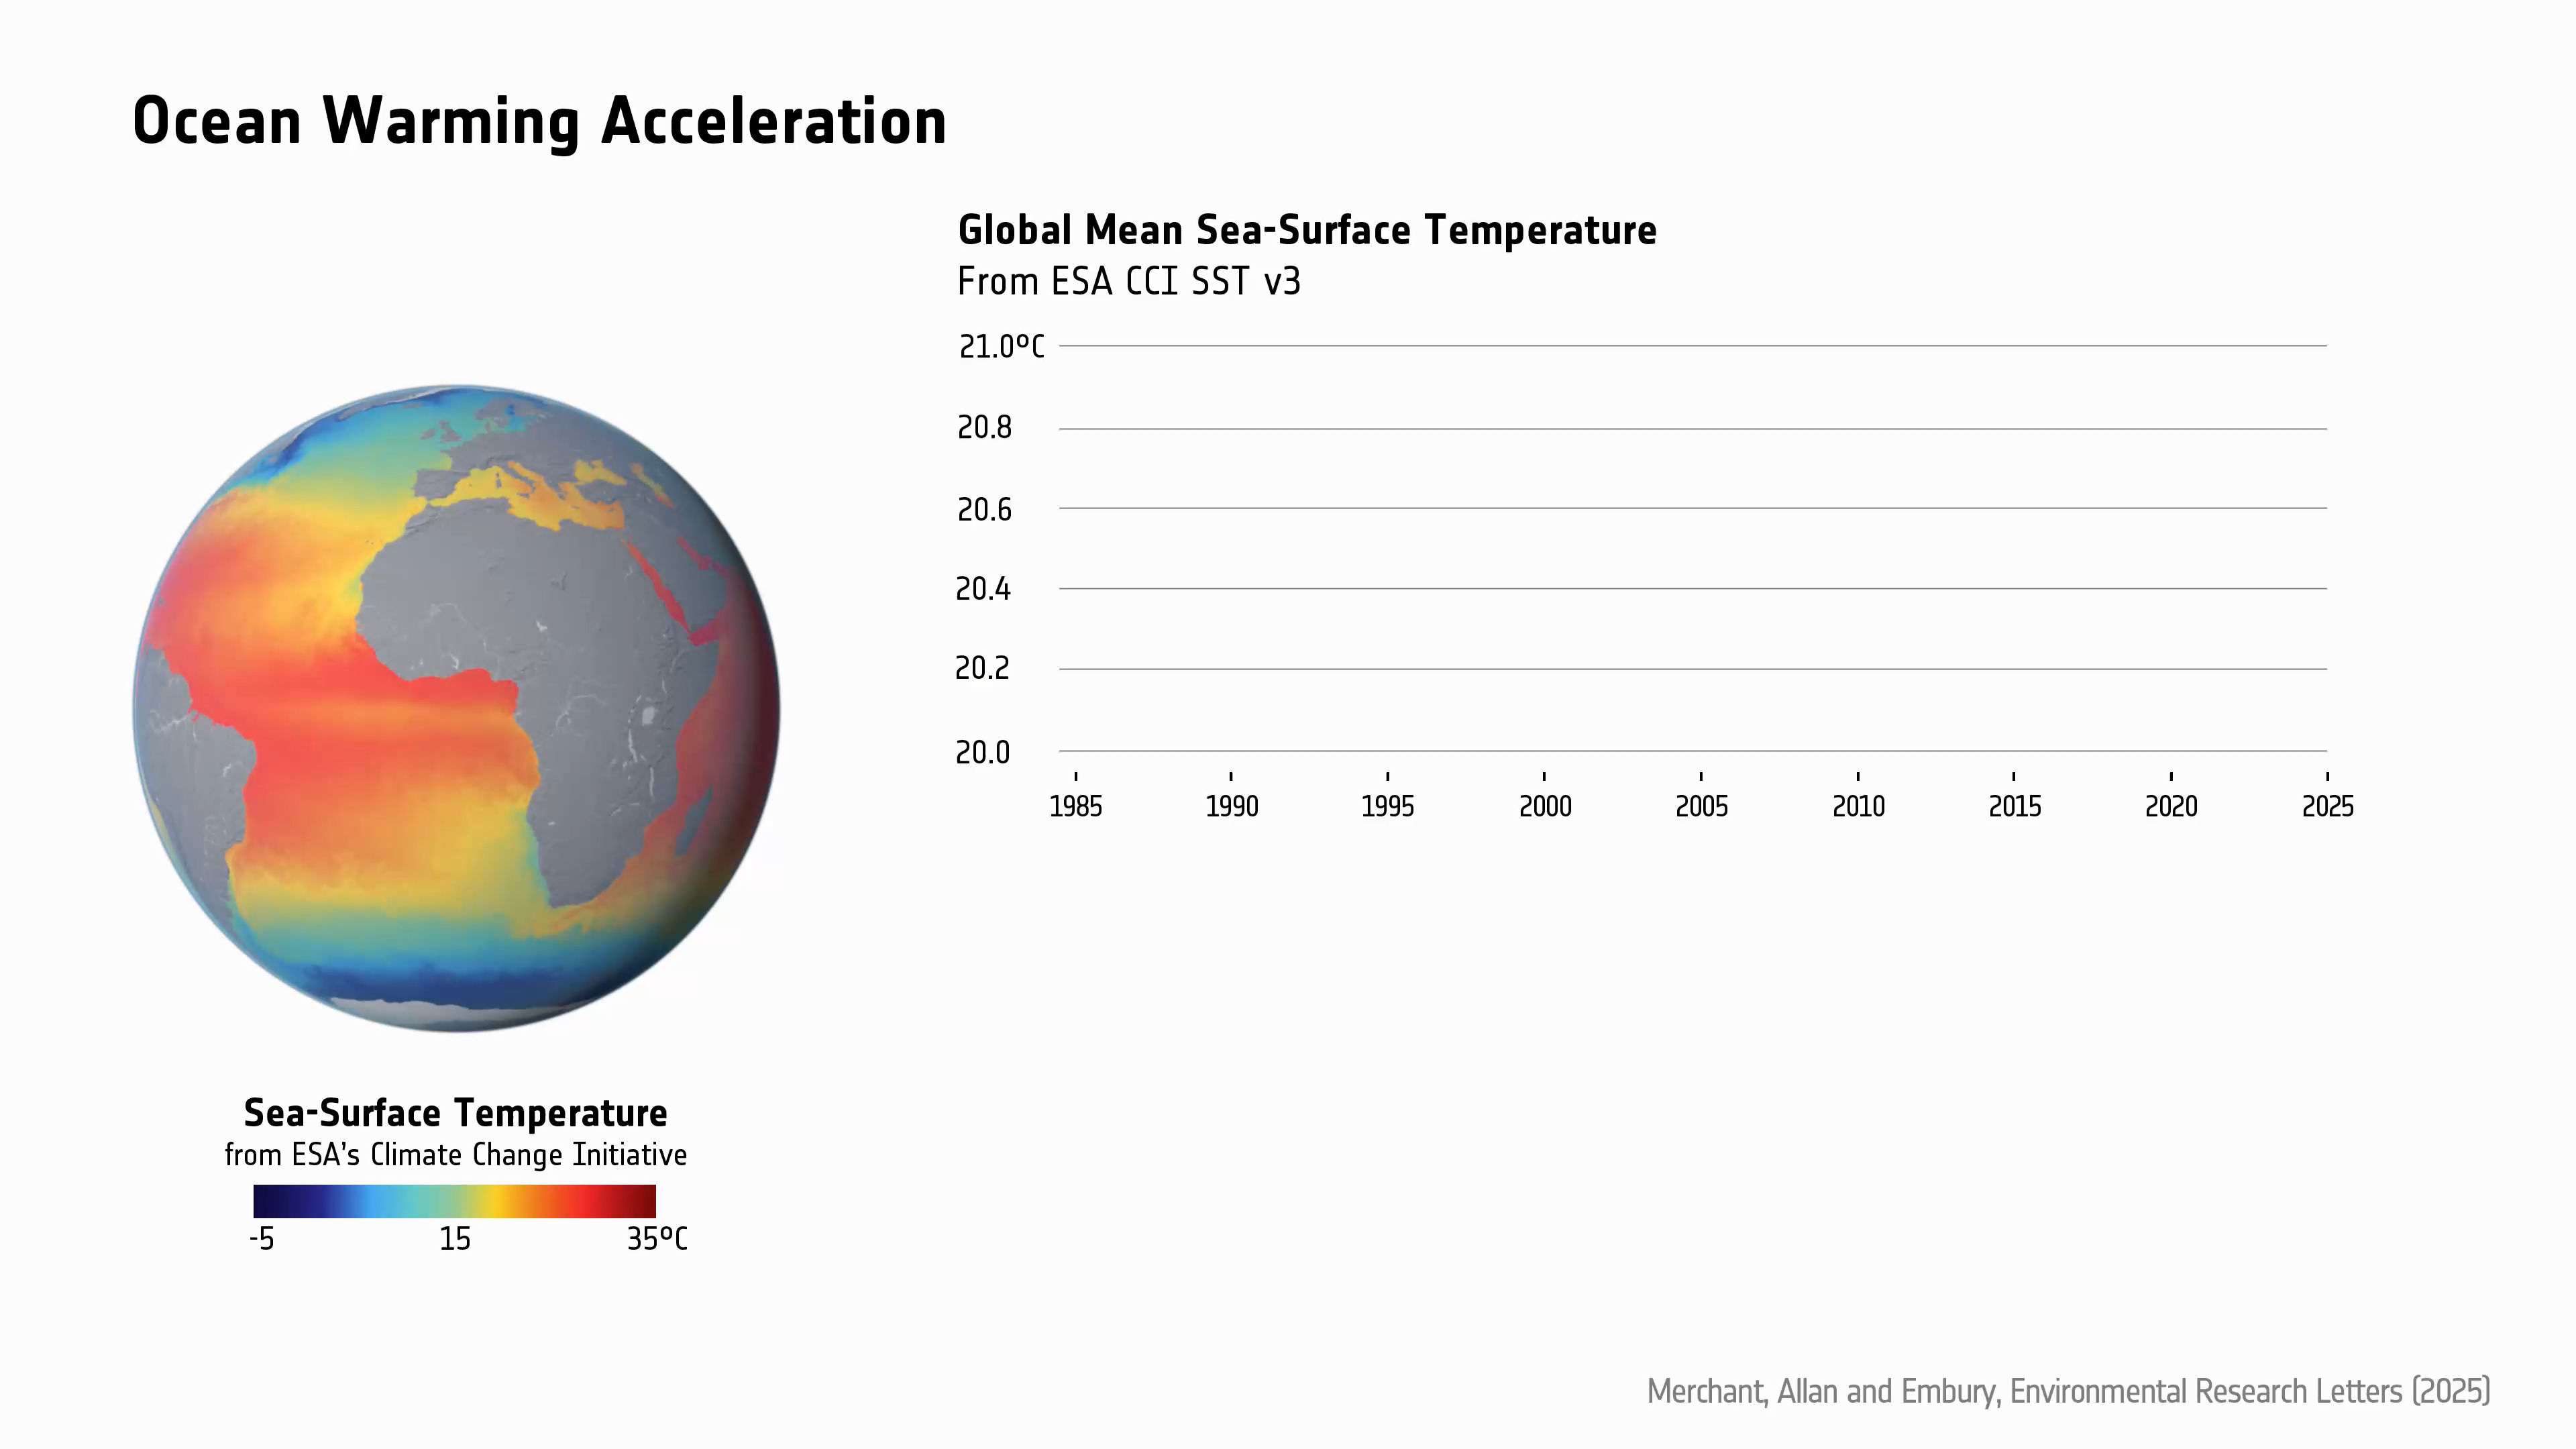 Ocean Warming Acceleration
Global Mean Sea-Surface Temperature
From ESA CCI SST v3
21.0ºC
20.8
20.6
20.4
20.2
20.0
1985 1990 1995 2000 2005 2010 2015 2020 2025
Sea-Surface Temperature
from ESA's Climate Change Initiative
-5 15 35ºC
Merchant, Allan and Embury, Environmental Research Letters (2025)